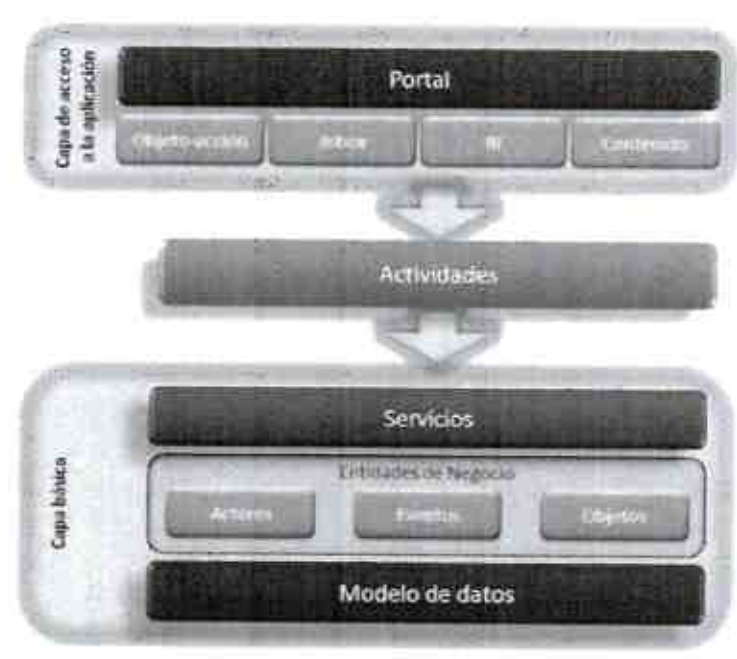 Capa de acceso
a la aplicación
Portal
Objeto-acción
BI
Contenido
Actividades
Capa básica
Servicios
Entidades de Negocio
Actores
Eventos
Objetos
Modelo de datos